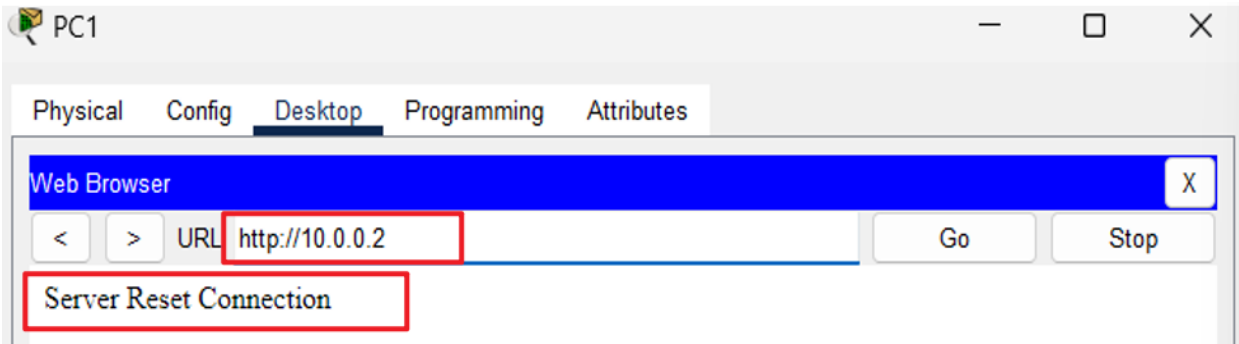 PC1
Physical Config Desktop Programming Attributes
Web Browser X
< > URL http://10.0.0.2 Go Stop
Server Reset Connection